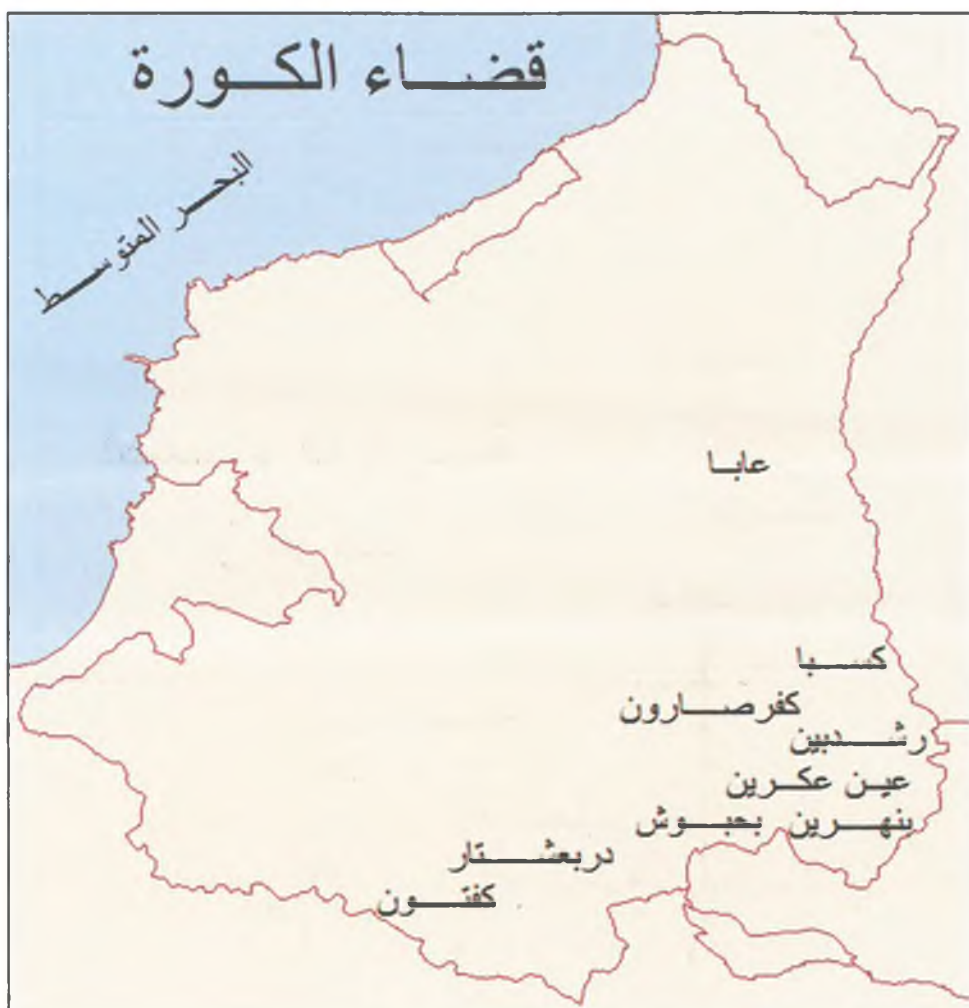 قضاء الكورة
البحر المتوسط
عابا
كسبا
كفرصارون
رشدبين
عين عكرين
بنهرين بحبوش
دربعشتار
كفتون